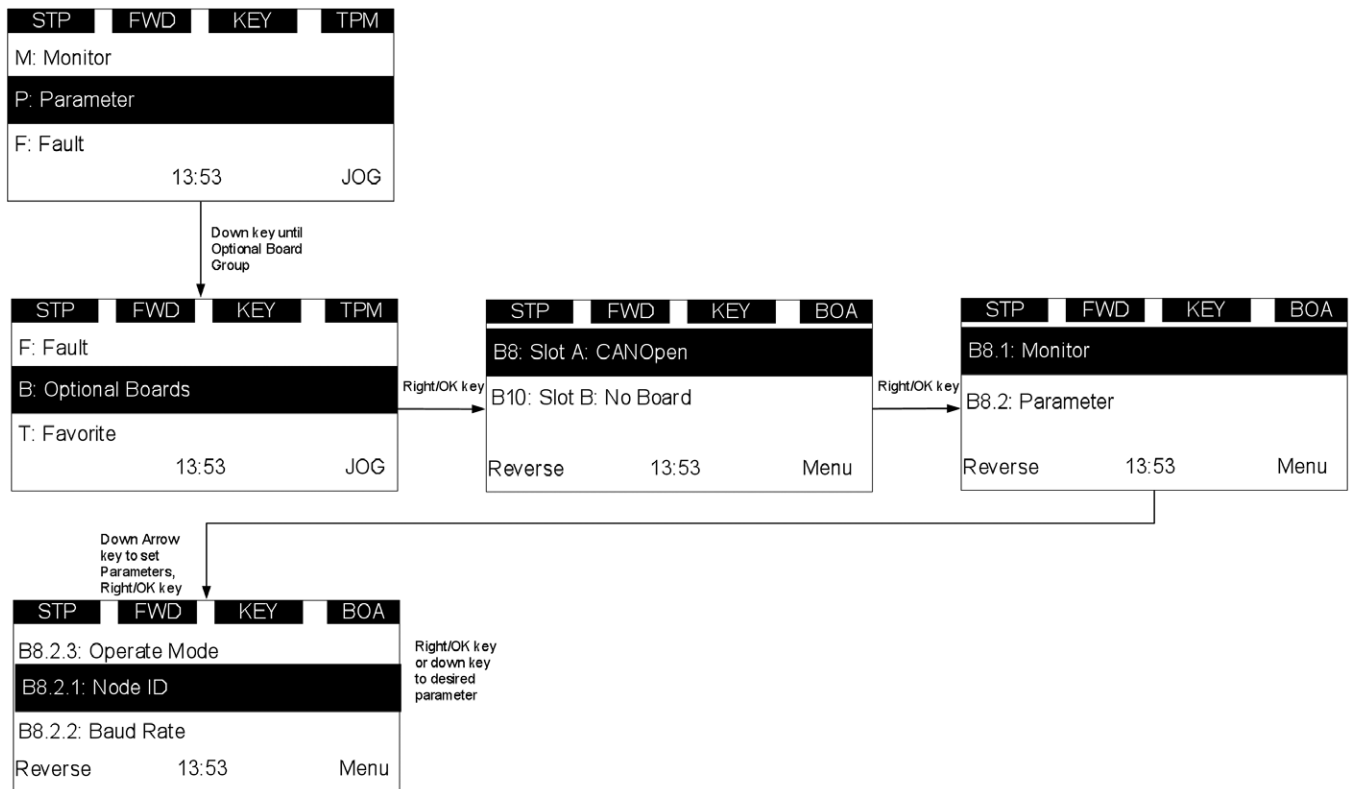 STP FWD KEY TPM
M: Monitor
P: Parameter
F: Fault
13:53 JOG
Down key until
Optional Board
Group
STP FWD KEY TPM
F: Fault
B: Optional Boards
T: Favorite
13:53 JOG
Right/OK key
STP FWD KEY BOA
B8: Slot A: CANOpen
B10: Slot B: No Board
Reverse 13:53 Menu
Right/OK key
STP FWD KEY BOA
B8.1: Monitor
B8.2: Parameter
Reverse 13:53 Menu
Down Arrow
key to set
Parameters,
Right/OK key
STP FWD KEY BOA
B8.2.3: Operate Mode
B8.2.1: Node ID
B8.2.2: Baud Rate
Reverse 13:53 Menu
Right/OK key
or down key
to desired
parameter